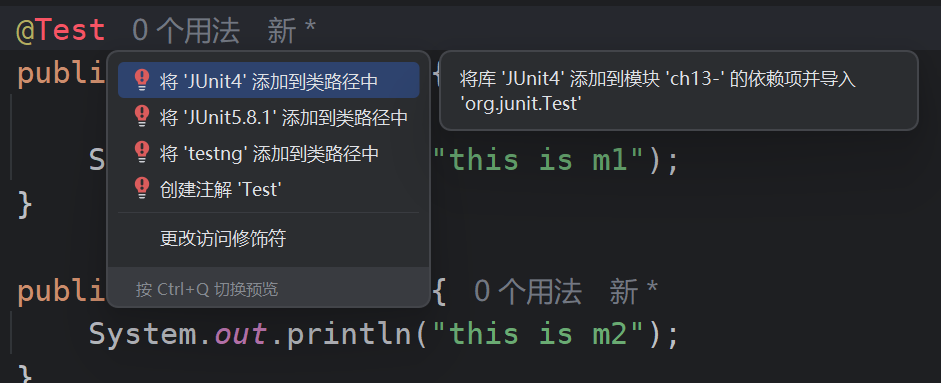 @Test 0 个用法 新 *
publi {
将 'JUnit4' 添加到类路径中
将 'JUnit5.8.1' 添加到类路径中
将 'testng' 添加到类路径中
创建注解 'Test'
更改访问修饰符
按 Ctrl+Q 切换预览
将库 'JUnit4' 添加到模块 'ch13-' 的依赖项并导入
'org.junit.Test'
S "this is m1");
}
publi { 0 个用法 新 *
System.out.println("this is m2");
}